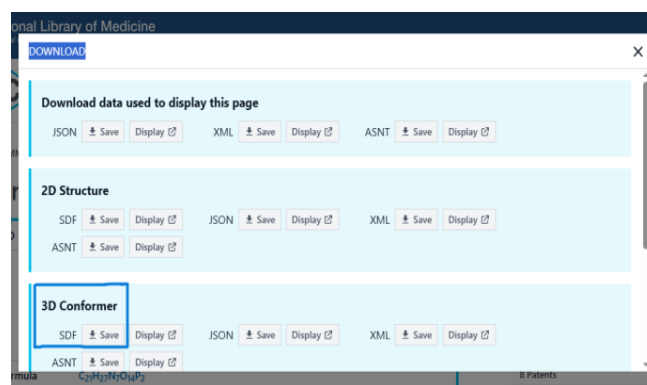 onal Library of Medicine
DOWNLOAD
Download data used to display this page
JSON Save Display XML Save Display ASNT Save Display
2D Structure
SDF Save Display JSON Save Display XML Save Display
ASNT Save Display
3D Conformer
SDF Save Display JSON Save Display XML Save Display
ASNT Save Display
rmula C₂₃H₂₇N₇O₁₄P₂ 8 Patents